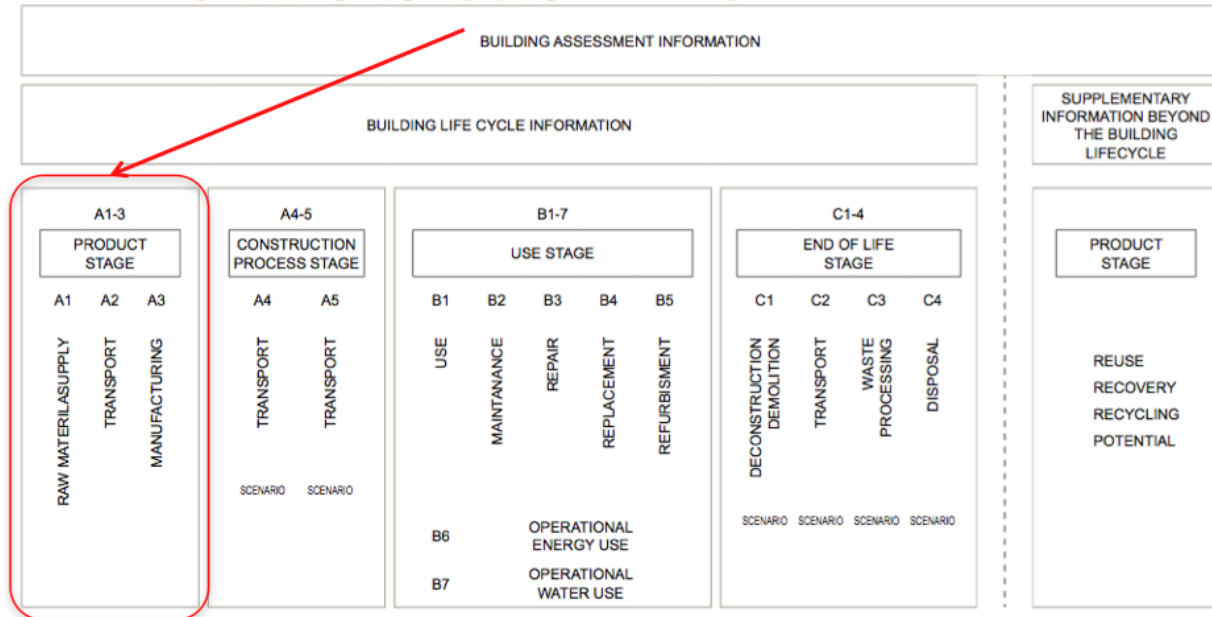 BUILDING ASSESSMENT INFORMATION
BUILDING LIFE CYCLE INFORMATION
SUPPLEMENTARY
INFORMATION BEYOND
THE BUILDING
LIFECYCLE
A1-3
PRODUCT
STAGE
A1 A2 A3
RAW MATERILASUPPLY
TRANSPORT
MANUFACTURING
A4-5
CONSTRUCTION
PROCESS STAGE
A4 A5
TRANSPORT
TRANSPORT
SCENARIO SCENARIO
B1-7
USE STAGE
B1 B2 B3 B4 B5
USE
MAINTANANCE
REPAIR
REPLACEMENT
REFURBISMENT
B6 OPERATIONAL
ENERGY USE
B7 OPERATIONAL
WATER USE
C1-4
END OF LIFE
STAGE
C1 C2 C3 C4
DECONSTRUCTION
DEMOLITION
TRANSPORT
WASTE
PROCESSING
DISPOSAL
SCENARIO SCENARIO SCENARIO SCENARIO
PRODUCT
STAGE
REUSE
RECOVERY
RECYCLING
POTENTIAL